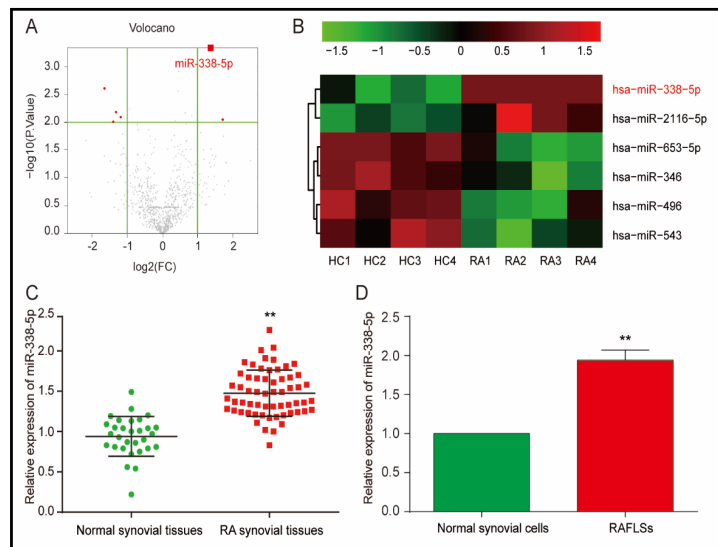 A
Volocano
miR-338-5p
−log10(P.Value)
3.0
2.5
2.0
1.5
1.0
0.5
0.0
−2
−1
0
1
2
log2(FC)
B
−1.5
−1
−0.5
0
0.5
1
1.5
hsa−miR−338−5p
hsa−miR−2116−5p
hsa−miR−653−5p
hsa−miR−346
hsa−miR−496
hsa−miR−543
HC1 HC2 HC3 HC4 RA1 RA2 RA3 RA4
C
Relative expression of miR-338-5p
2.5
2.0
1.5
1.0
0.5
0.0
**
Normal synovial tissues
RA synovial tissues
D
Relative expression of miR-338-5p
2.5
2.0
1.5
1.0
0.5
0.0
**
Normal synovial cells
RAFLSs